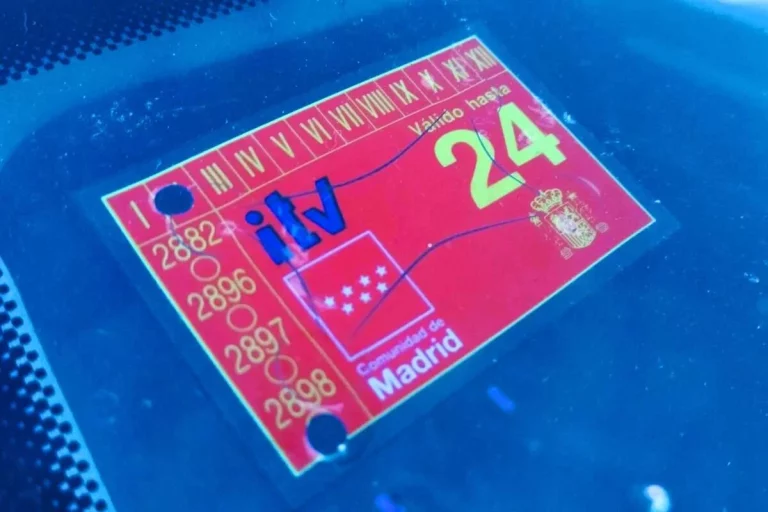 I III IV V VI VII VIII IX X XI XII
Válido hasta
24
itv
2882
2896
2897
2898
Comunidad de
Madrid